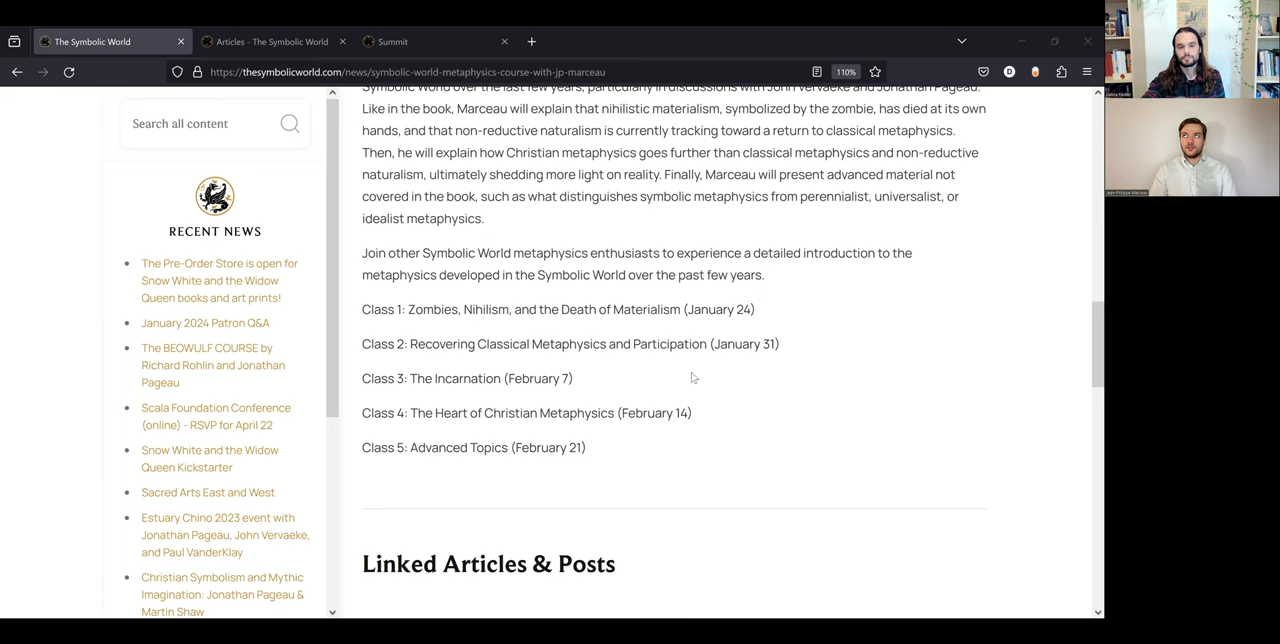 The Symbolic World
Articles - The Symbolic World
Summit
https://thesymbolicworld.com/news/symbolic-world-metaphysics-course-with-jp-marceau
110%
D
Search all content
RECENT NEWS
The Pre-Order Store is open for
Snow White and the Widow
Queen books and art prints!
January 2024 Patron Q&A
The BEOWULF COURSE by
Richard Rohlin and Jonathan
Pageau
Scala Foundation Conference
(online) - RSVP for April 22
Snow White and the Widow
Queen Kickstarter
Sacred Arts East and West
Estuary Chino 2023 event with
Jonathan Pageau, John Vervaeke,
and Paul VanderKlay
Christian Symbolism and Mythic
Imagination: Jonathan Pageau &
Martin Shaw
Symbolic World over the last few years, particularly in discussions with John Vervaeke and Jonathan Pageau.
Like in the book, Marceau will explain that nihilistic materialism, symbolized by the zombie, has died at its own
hands, and that non-reductive naturalism is currently tracking toward a return to classical metaphysics.
Then, he will explain how Christian metaphysics goes further than classical metaphysics and non-reductive
naturalism, ultimately shedding more light on reality. Finally, Marceau will present advanced material not
covered in the book, such as what distinguishes symbolic metaphysics from perennialist, universalist, or
idealist metaphysics.
Join other Symbolic World metaphysics enthusiasts to experience a detailed introduction to the
metaphysics developed in the Symbolic World over the past few years.
Class 1: Zombies, Nihilism, and the Death of Materialism (January 24)
Class 2: Recovering Classical Metaphysics and Participation (January 31)
Class 3: The Incarnation (February 7)
Class 4: The Heart of Christian Metaphysics (February 14)
Class 5: Advanced Topics (February 21)
Linked Articles & Posts
Jean-Philippe Marceau